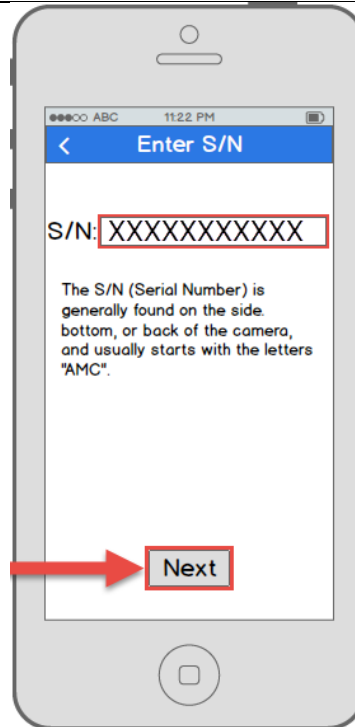 ABC 11:22 PM
< Enter S/N
S/N: XXXXXXXXXXX
The S/N (Serial Number) is
generally found on the side.
bottom, or back of the camera,
and usually starts with the letters
"AMC".
Next